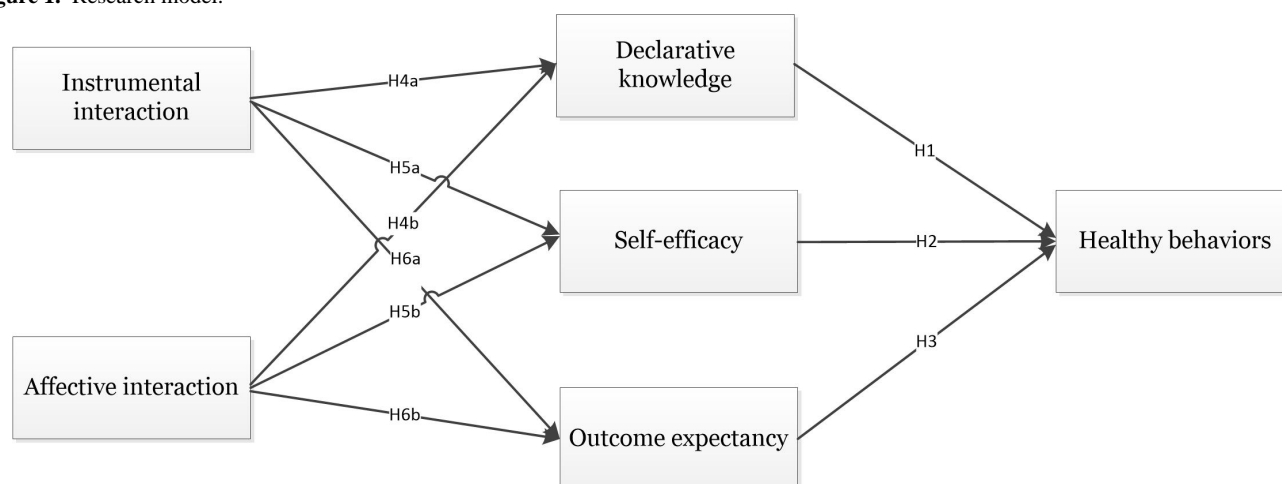 Figure 1. Research model.
Instrumental
interaction
Affective interaction
H4a
H5a
H4b
H6a
H5b
H6b
Declarative
knowledge
Self-efficacy
Outcome expectancy
H1
H2
H3
Healthy behaviors